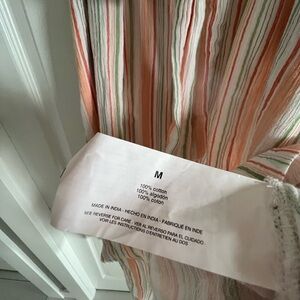 M
100% cotton
100% algodón
100% coton
MADE IN INDIA - HECHO EN INDIA - FABRIQUÉ EN INDE
SEE REVERSE FOR CARE - VER AL REVERSO PARA EL CUIDADO
VOIR LES INSTRUCTIONS D'ENTRETIEN AU DOS